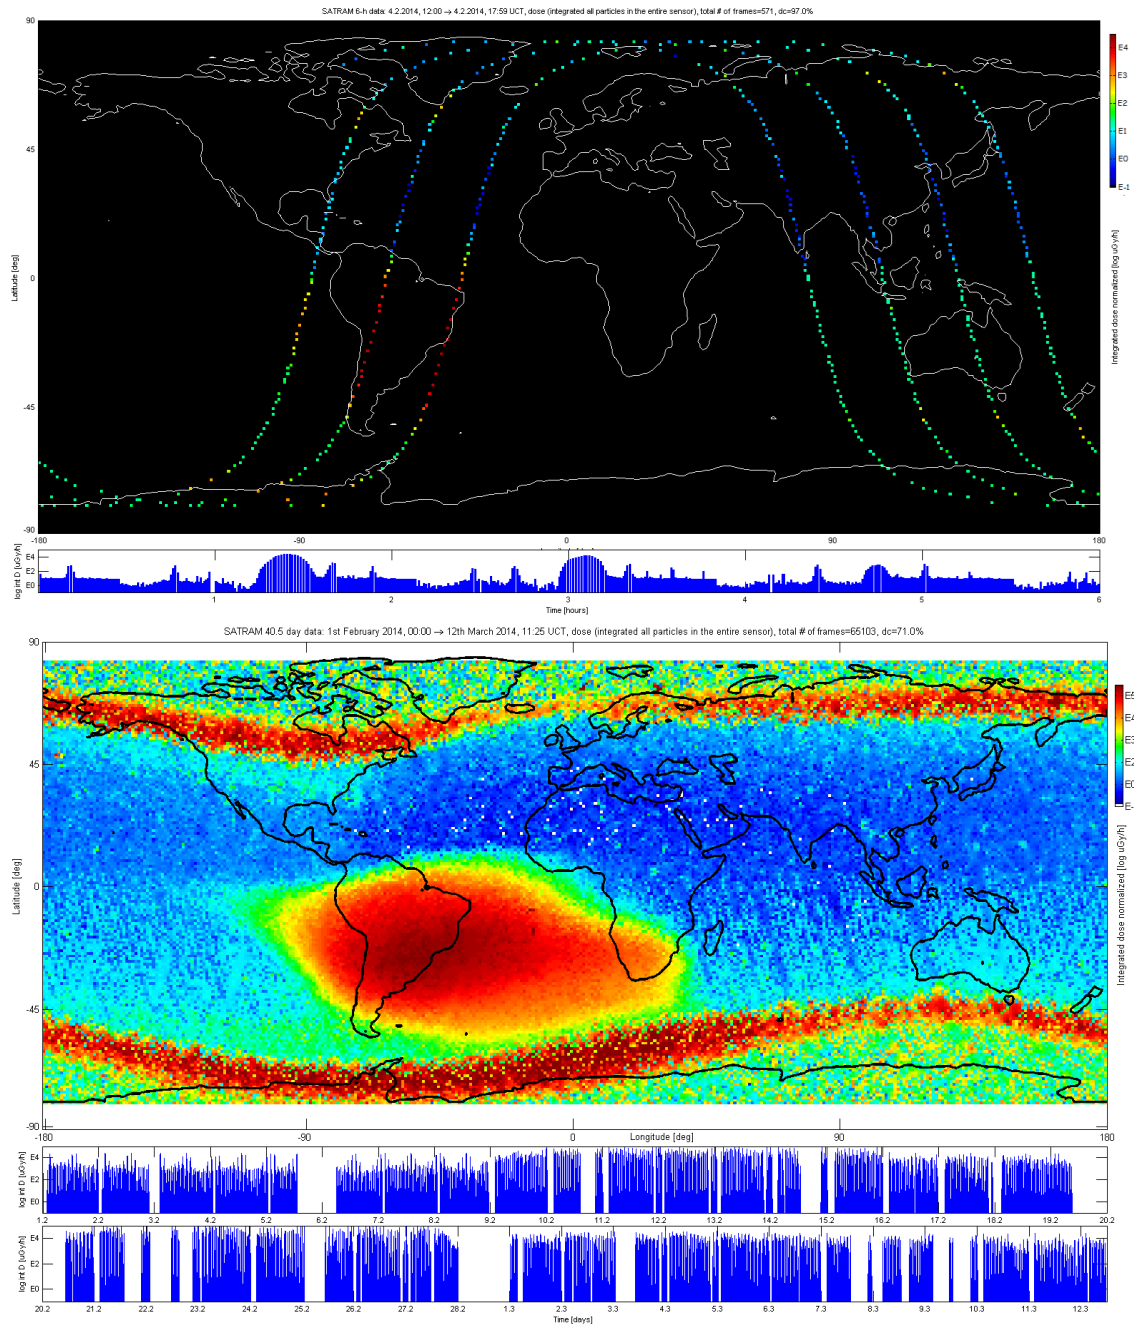 SATRAM 6-h data: 4.2.2014, 12:00 → 4.2.2014, 17:59 UCT, dose (integrated all particles in the entire sensor), total # of frames=571, dc=97.0%
90
45
0
-45
-90
Latitude [deg]
-180 -90 0 90 180
E4
E3
E2
E1
E0
E-1
Integrated dose normalized [log uGy/h]
log int D [uGy/h]
E4
E2
E0
1 2 3 4 5 6
Time [hours]
SATRAM 40.5 day data: 1st February 2014, 00:00 → 12th March 2014, 11:25 UCT, dose (integrated all particles in the entire sensor), total # of frames=65103, dc=71.0%
90
45
0
-45
-90
Latitude [deg]
-180 -90 0 Longitude [deg] 90 180
E5
E4
E3
E2
E0
E-
Integrated dose normalized [log uGy/h]
log int D [uGy/h]
E4
E2
E0
1.2 2.2 3.2 4.2 5.2 6.2 7.2 8.2 9.2 10.2 11.2 12.2 13.2 14.2 15.2 16.2 17.2 18.2 19.2 20.2
log int D [uGy/h]
E4
E2
E0
20.2 21.2 22.2 23.2 24.2 25.2 26.2 27.2 28.2 1.3 2.3 3.3 4.3 5.3 6.3 7.3 8.3 9.3 10.3 11.3 12.3
Time [days]